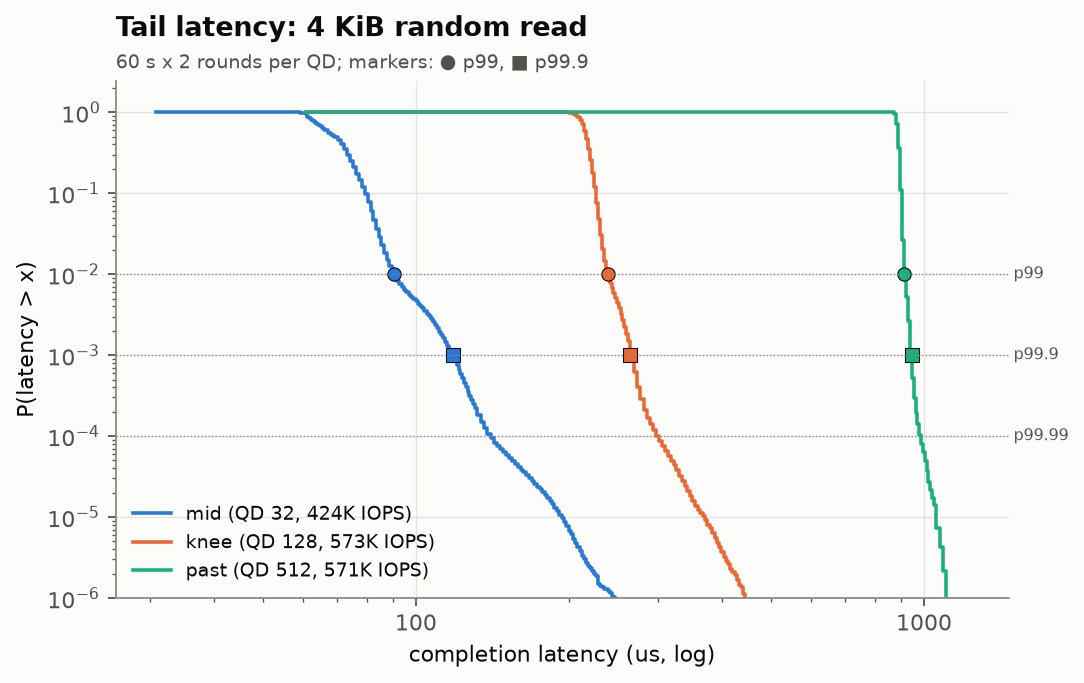 Tail latency: 4 KiB random read
60 s x 2 rounds per QD; markers: ● p99, ■ p99.9
P(latency > x)
10⁰
10⁻¹
10⁻²
10⁻³
10⁻⁴
10⁻⁵
10⁻⁶
p99
p99.9
p99.99
mid (QD 32, 424K IOPS)
knee (QD 128, 573K IOPS)
past (QD 512, 571K IOPS)
100
1000
completion latency (us, log)